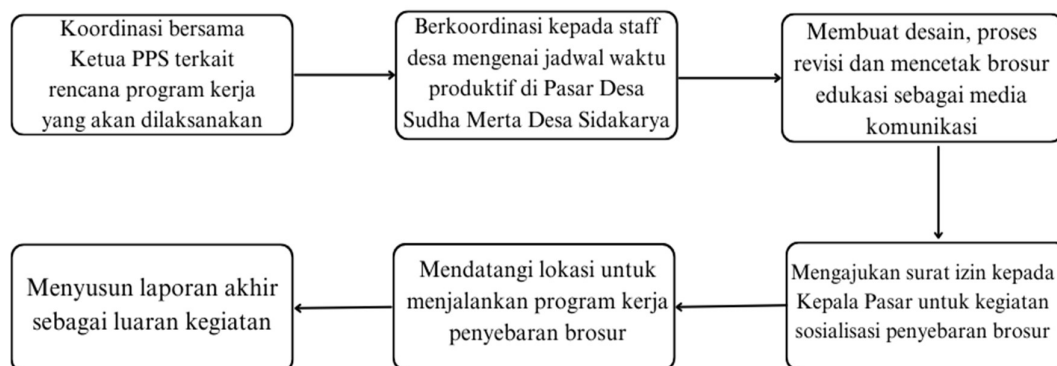 Koordinasi bersama
Ketua PPS terkait
rencana program kerja
yang akan dilaksanakan
Berkoordinasi kepada staff
desa mengenai jadwal waktu
produktif di Pasar Desa
Sudha Merta Desa Sidakarya
Membuat desain, proses
revisi dan mencetak brosur
edukasi sebagai media
komunikasi
Mengajukan surat izin kepada
Kepala Pasar untuk kegiatan
sosialisasi penyebaran brosur
Mendatangi lokasi untuk
menjalankan program kerja
penyebaran brosur
Menyusun laporan akhir
sebagai luaran kegiatan